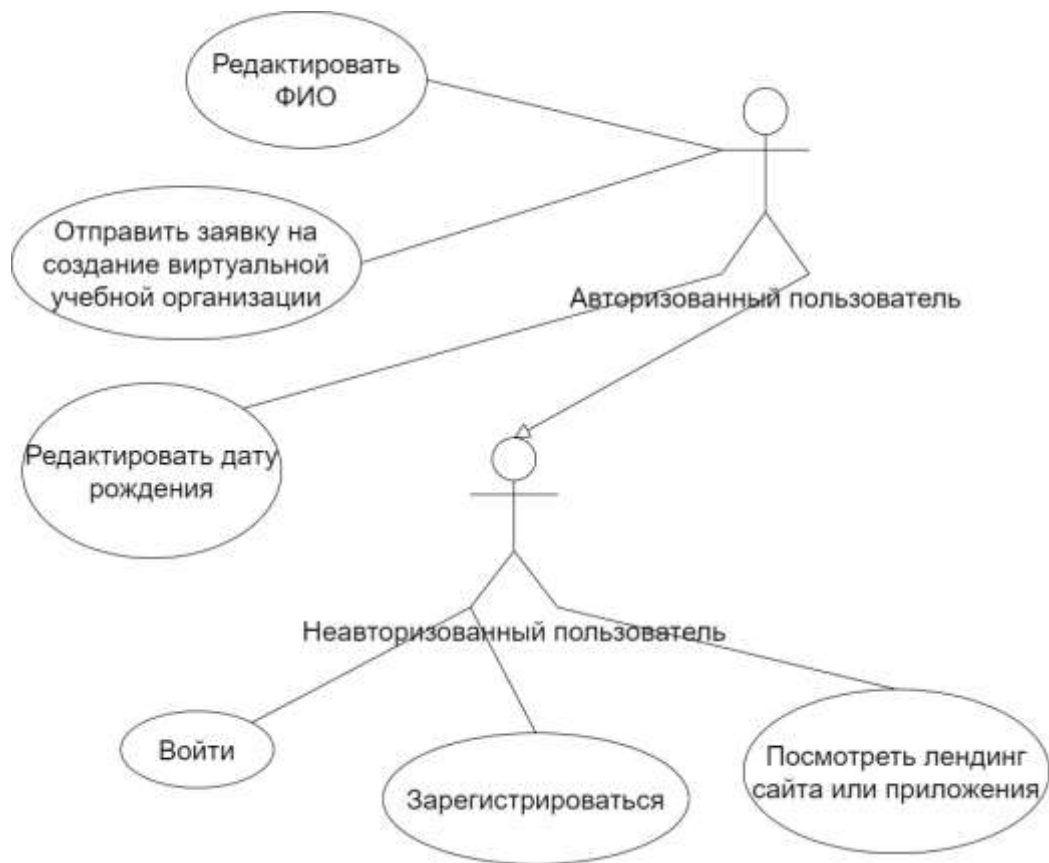 Редактировать
ФИО
Отправить заявку на
создание виртуальной
учебной организации
Авторизованный пользователь
Редактировать дату
рождения
Неавторизованный пользователь
Войти
Зарегистрироваться
Посмотреть лендинг
сайта или приложения